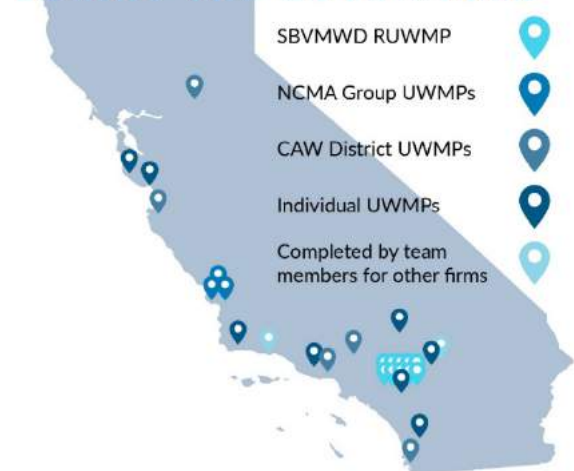 SBVMWD RUWMP
NCMA Group UWMPs
CAW District UWMPs
Individual UWMPs
Completed by team
members for other firms